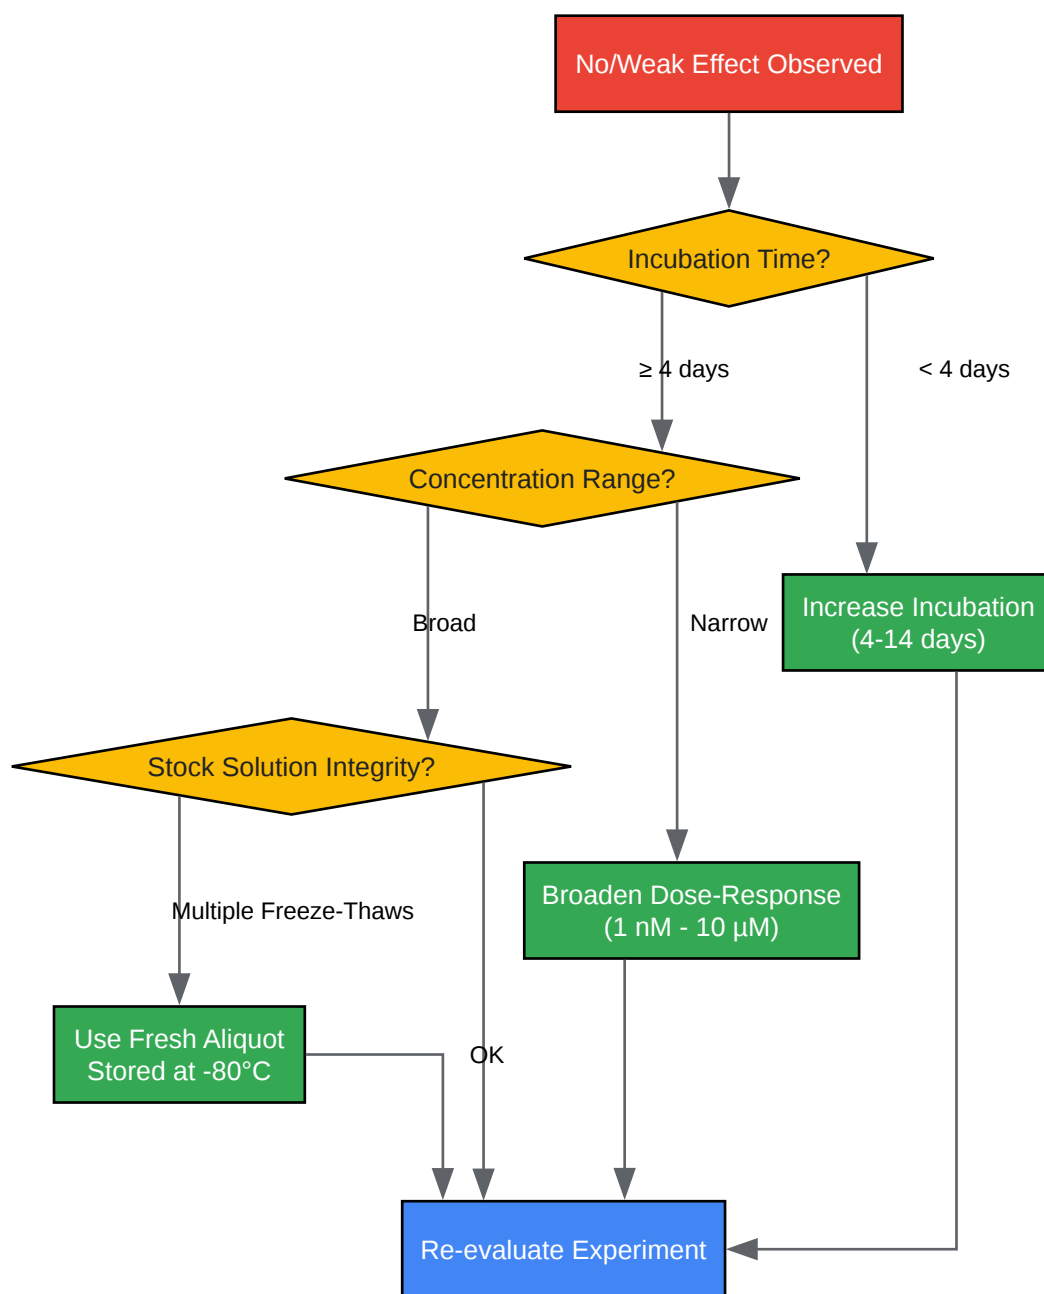 No/Weak Effect Observed
Incubation Time?
≥ 4 days
< 4 days
Concentration Range?
Increase Incubation
(4-14 days)
Broad
Narrow
Stock Solution Integrity?
Broaden Dose-Response
(1 nM - 10 µM)
Multiple Freeze-Thaws
Use Fresh Aliquot
Stored at -80°C
OK
Re-evaluate Experiment